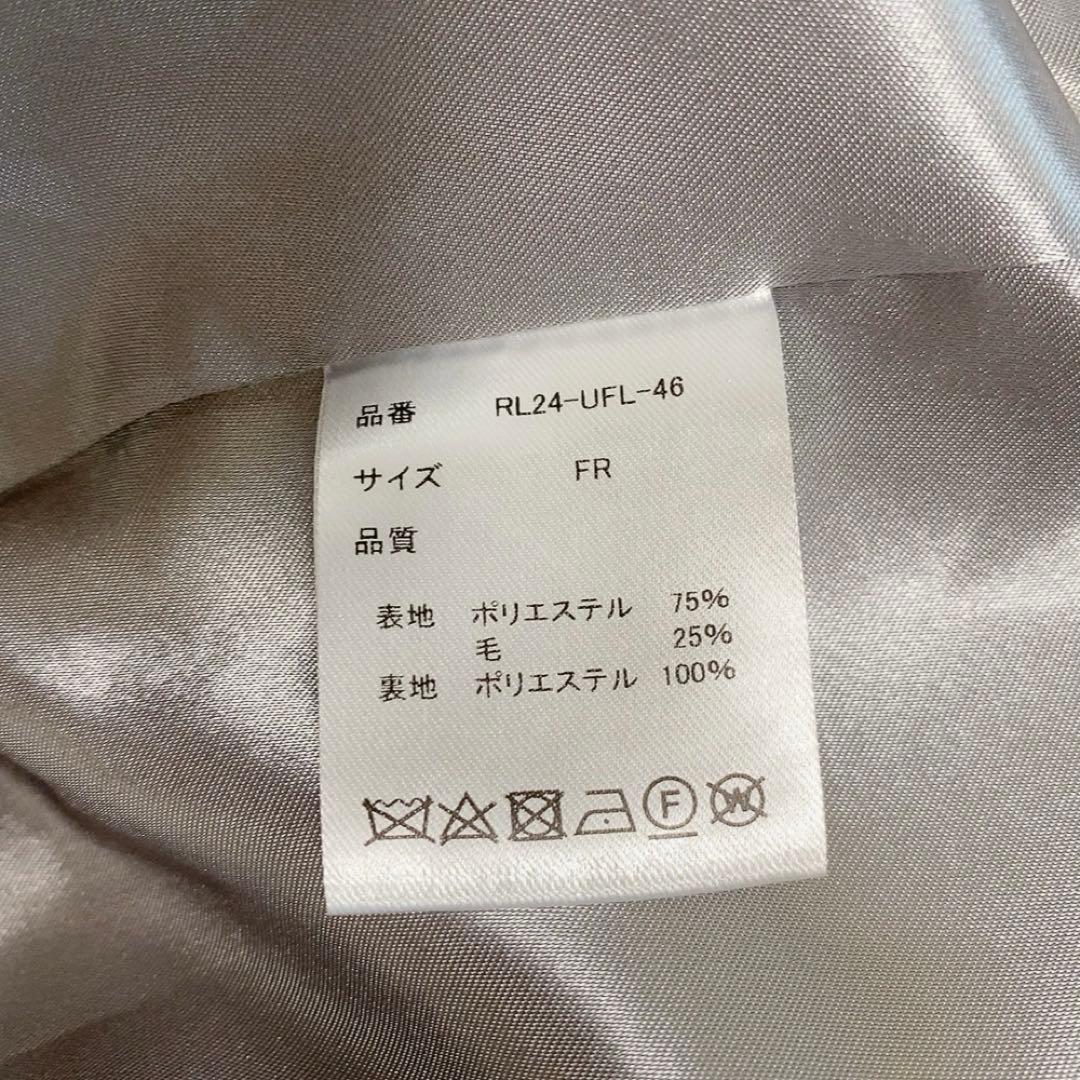 品番 RL24-UFL-46
サイズ FR
品質
表地 ポリエステル 75%
毛 25%
裏地 ポリエステル 100%
F W